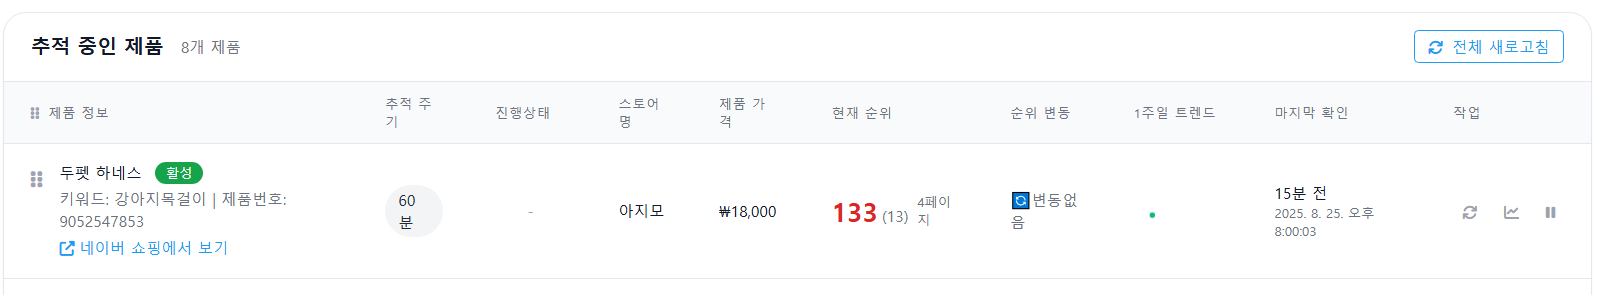 추적 중인 제품 8개 제품
전체 새로고침
제품 정보
추적 주
기
진행상태
스토어
명
제품 가
격
현재 순위
순위 변동
1주일 트렌드
마지막 확인
작업
두펫 하네스 활성
키워드: 강아지목걸이 | 제품번호:
9052547853
네이버 쇼핑에서 보기
60
분
-
아지모
₩18,000
133 (13)
4페이
지
변동없
음
15분 전
2025. 8. 25. 오후
8:00:03